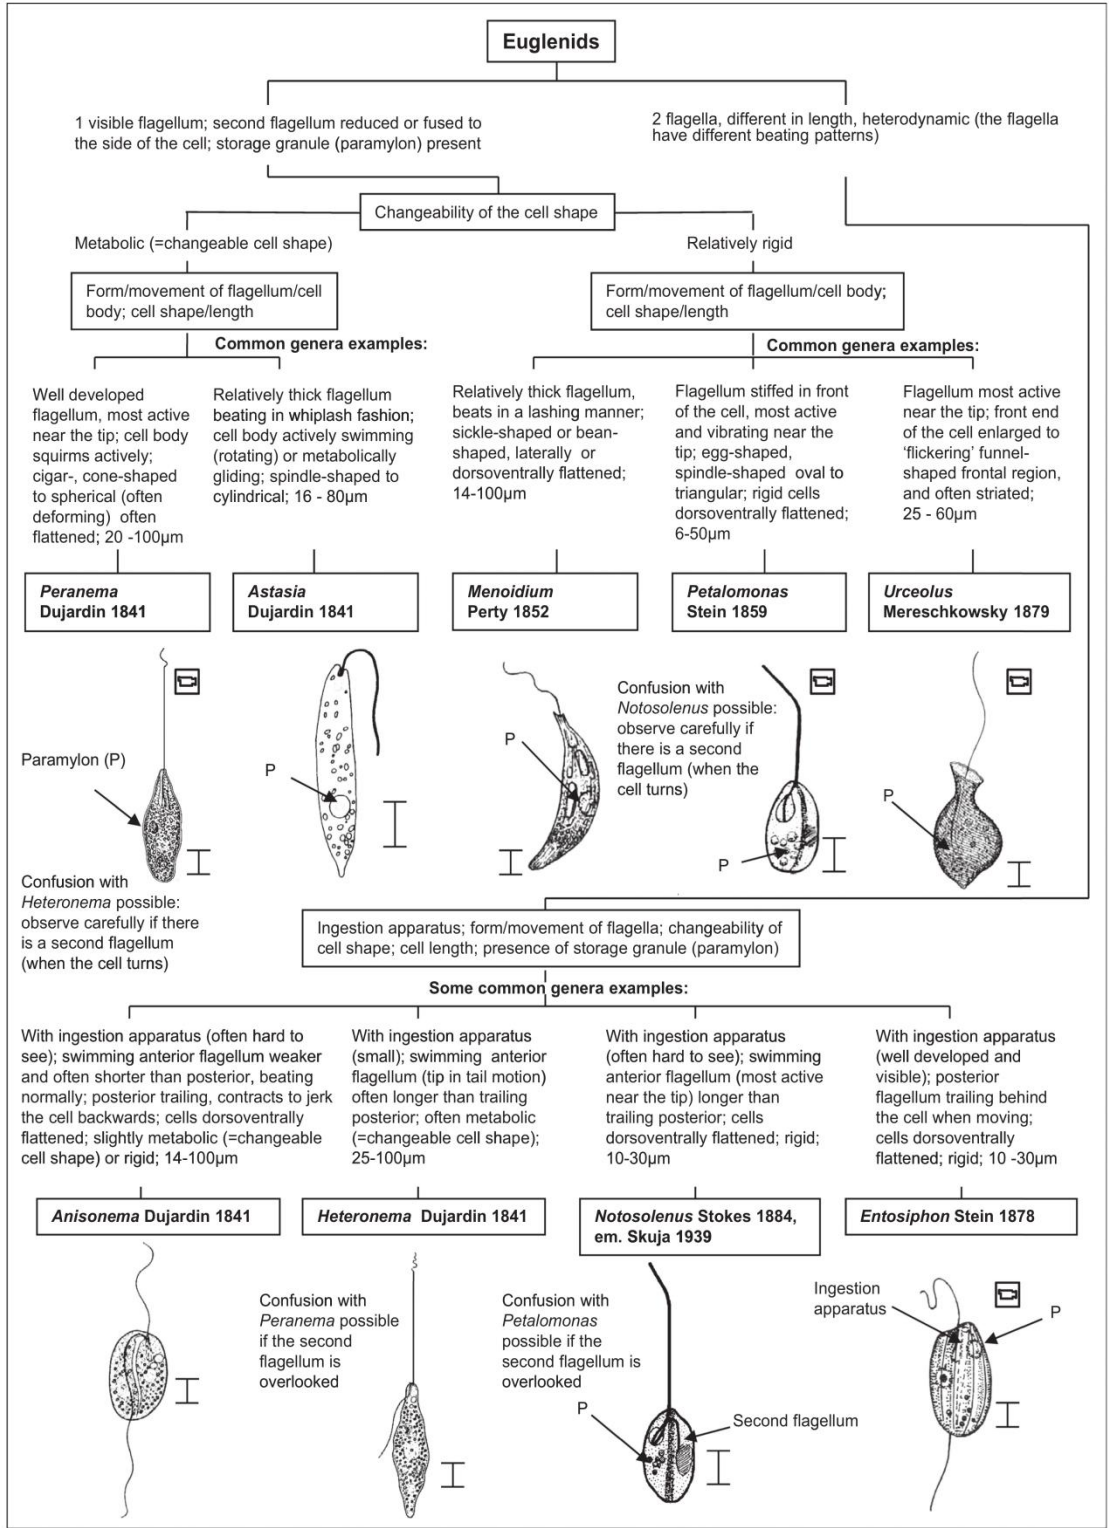 Euglenids
1 visible flagellum; second flagellum reduced or fused to
the side of the cell; storage granule (paramylon) present
2 flagella, different in length, heterodynamic (the flagella
have different beating patterns)
Changeability of the cell shape
Metabolic (=changeable cell shape)
Relatively rigid
Form/movement of flagellum/cell
body; cell shape/length
Form/movement of flagellum/cell body;
cell shape/length
Common genera examples:
Common genera examples:
Well developed
flagellum, most active
near the tip; cell body
squirms actively;
cigar-, cone-shaped
to spherical (often
deforming) often
flattened; 20 -100µm
Relatively thick flagellum
beating in whiplash fashion;
cell body actively swimming
(rotating) or metabolically
gliding; spindle-shaped to
cylindrical; 16 - 80µm
Relatively thick flagellum,
beats in a lashing manner;
sickle-shaped or bean-
shaped, laterally or
dorsoventrally flattened;
14-100µm
Flagellum stiffed in front
of the cell, most active
and vibrating near the
tip; egg-shaped,
spindle-shaped oval to
triangular; rigid cells
dorsoventrally flattened;
6-50µm
Flagellum most active
near the tip; front end
of the cell enlarged to
‘flickering’ funnel-
shaped frontal region,
and often striated;
25 - 60µm
Peranema
Dujardin 1841
Astasia
Dujardin 1841
Menoidium
Perty 1852
Petalomonas
Stein 1859
Urceolus
Mereschkowsky 1879
Paramylon (P)
P
P
Confusion with
Notosolenus possible:
observe carefully if
there is a second
flagellum (when the
cell turns)
P
P
Confusion with
Heteronema possible:
observe carefully if there
is a second flagellum
(when the cell turns)
Ingestion apparatus; form/movement of flagella; changeability of
cell shape; cell length; presence of storage granule (paramylon)
Some common genera examples:
With ingestion apparatus (often hard to
see); swimming anterior flagellum weaker
and often shorter than posterior, beating
normally; posterior trailing, contracts to jerk
the cell backwards; cells dorsoventrally
flattened; slightly metabolic (=changeable
cell shape) or rigid; 14-100µm
With ingestion apparatus
(small); swimming anterior
flagellum (tip in tail motion)
often longer than trailing
posterior; often metabolic
(=changeable cell shape);
25-100µm
With ingestion apparatus
(often hard to see); swimming
anterior flagellum (most active
near the tip) longer than
trailing posterior; cells
dorsoventrally flattened; rigid;
10-30µm
With ingestion apparatus
(well developed and
visible); posterior
flagellum trailing behind
the cell when moving;
cells dorsoventrally
flattened; rigid; 10 -30µm
Anisonema Dujardin 1841
Heteronema Dujardin 1841
Notosolenus Stokes 1884,
em. Skuja 1939
Entosiphon Stein 1878
Confusion with
Peranema possible
if the second
flagellum is
overlooked
Confusion with
Petalomonas
possible if the
second flagellum is
overlooked
P
Second flagellum
Ingestion
apparatus
P